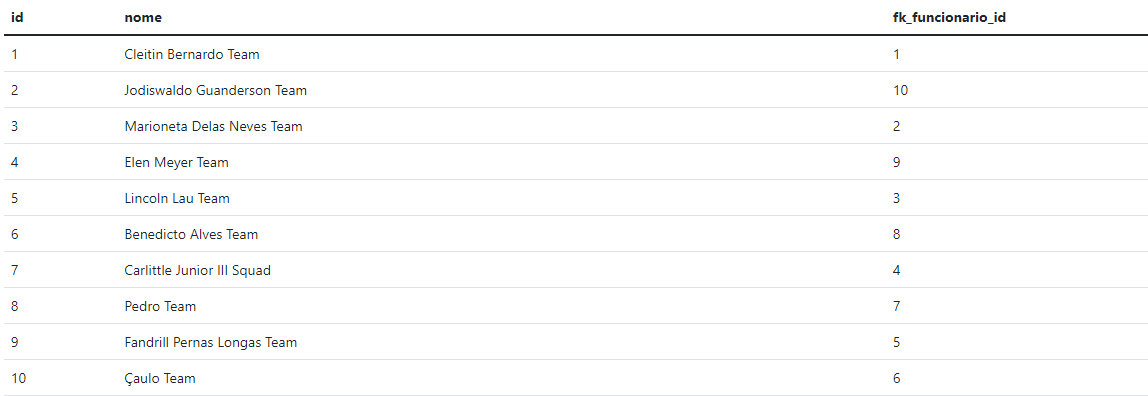 id nome fk_funcionario_id
1 Cleitin Bernardo Team 1
2 Jodiswaldo Guanderson Team 10
3 Marioneta Delas Neves Team 2
4 Elen Meyer Team 9
5 Lincoln Lau Team 3
6 Benedicto Alves Team 8
7 Carlittle Junior III Squad 4
8 Pedro Team 7
9 Fandrill Pernas Longas Team 5
10 Çaulo Team 6